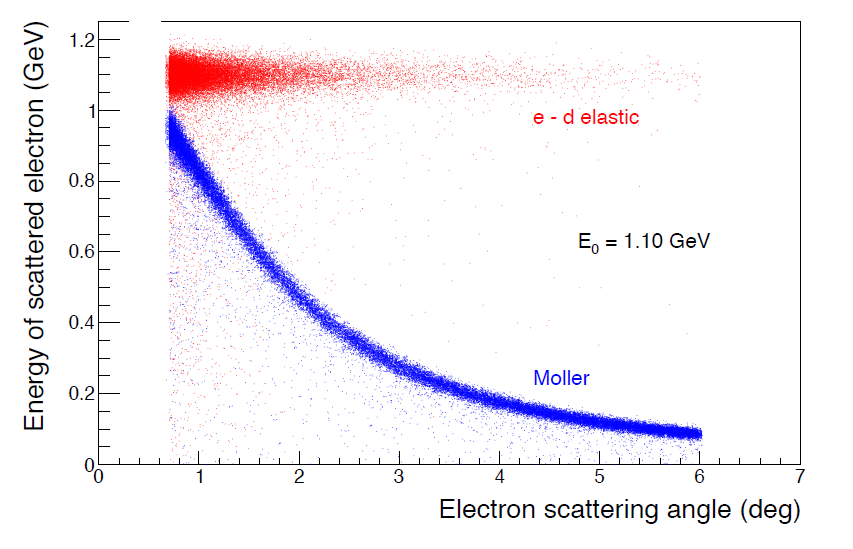 Energy of scattered electron (GeV)
1.2
1
0.8
0.6
0.4
0.2
0
e - d elastic
E0 = 1.10 GeV
Moller
0 1 2 3 4 5 6 7
Electron scattering angle (deg)